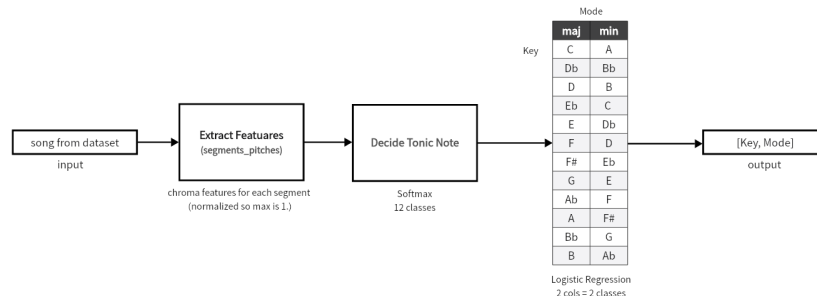 Mode
maj min
Key
C A
Db Bb
D B
Eb C
E Db
F D
F# Eb
G E
Ab F
A F#
Bb G
B Ab
song from dataset
input
Extract Featuares
(segments_pitches)
chroma features for each segment
(normalized so max is 1.)
Decide Tonic Note
Softmax
12 classes
Logistic Regression
2 cols = 2 classes
[Key, Mode]
output